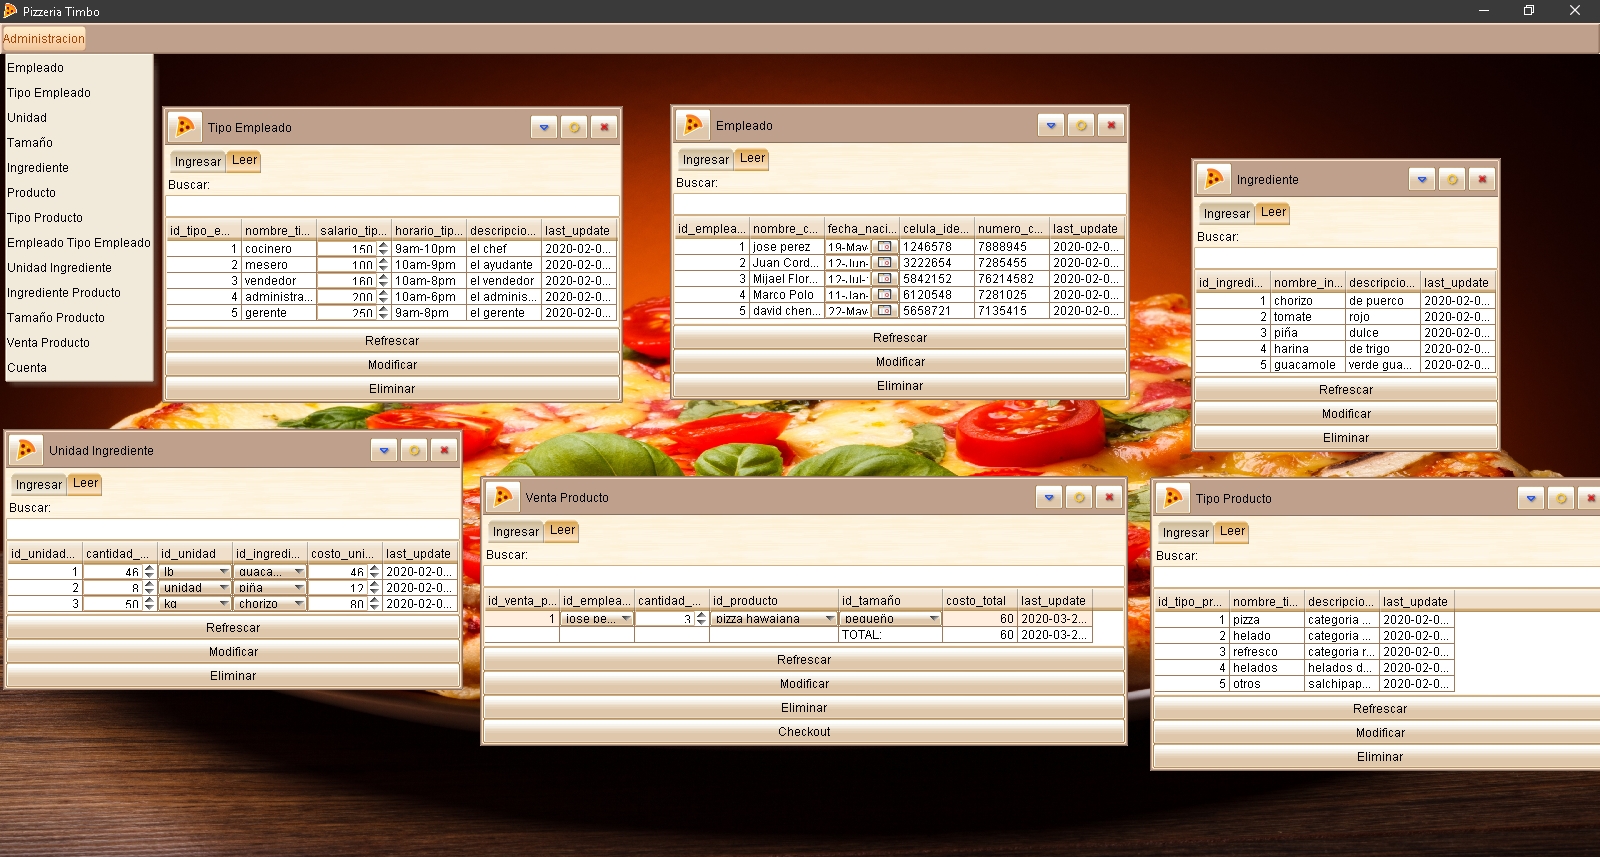 Pizzeria Timbo
Administracion
Empleado
Tipo Empleado
Unidad
Tamaño
Ingrediente
Producto
Tipo Producto
Empleado Tipo Empleado
Unidad Ingrediente
Ingrediente Producto
Tamaño Producto
Venta Producto
Cuenta
Tipo Empleado
Ingresar Leer
Buscar:
id_tipo_e... nombre_ti... salario_tip... horario_tip... descripcio... last_update
1 cocinero 150 9am-10pm el chef 2020-02-0...
2 mesero 100 10am-9pm el ayudante 2020-02-0...
3 vendedor 160 10am-8pm el vendedor 2020-02-0...
4 administra... 200 10am-6pm el adminis... 2020-02-0...
5 gerente 250 9am-8pm el gerente 2020-02-0...
Refrescar
Modificar
Eliminar
Empleado
Ingresar Leer
Buscar:
id_emplea... nombre_c... fecha_naci... celula_ide... numero_c... last_update
1 jose perez 19-May- 1246578 7888945 2020-02-0...
2 Juan Cord... 12-Jun- 3222654 7285455 2020-02-0...
3 Mijael Flor... 12-Jul- 5842152 76214582 2020-02-0...
4 Marco Polo 11-Jan- 6120548 7281025 2020-02-0...
5 david chen... 22-May- 5658721 7135415 2020-02-0...
Refrescar
Modificar
Eliminar
Ingrediente
Ingresar Leer
Buscar:
id_ingredi... nombre_in... descripcio... last_update
1 chorizo de puerco 2020-02-0...
2 tomate rojo 2020-02-0...
3 piña dulce 2020-02-0...
4 harina de trigo 2020-02-0...
5 guacamole verde gua... 2020-02-0...
Refrescar
Modificar
Eliminar
Unidad Ingrediente
Ingresar Leer
Buscar:
id_unidad... cantidad_... id_unidad id_ingredi... costo_uni... last_update
1 46 lb guaca... 46 2020-02-0...
2 8 unidad piña 12 2020-02-0...
3 50 kg chorizo 80 2020-02-0...
Refrescar
Modificar
Eliminar
Venta Producto
Ingresar Leer
Buscar:
id_venta_p... id_emplea... cantidad_... id_producto id_tamaño costo_total last_update
1 jose pe... 3 pizza hawaiana pequeño 60 2020-03-2...
TOTAL: 60 2020-03-2...
Refrescar
Modificar
Eliminar
Checkout
Tipo Producto
Ingresar Leer
Buscar:
id_tipo_pr... nombre_ti... descripcio... last_update
1 pizza categoria ... 2020-02-0...
2 helado categoria ... 2020-02-0...
3 refresco categoria r... 2020-02-0...
4 helados helados d... 2020-02-0...
5 otros salchipap... 2020-02-0...
Refrescar
Modificar
Eliminar